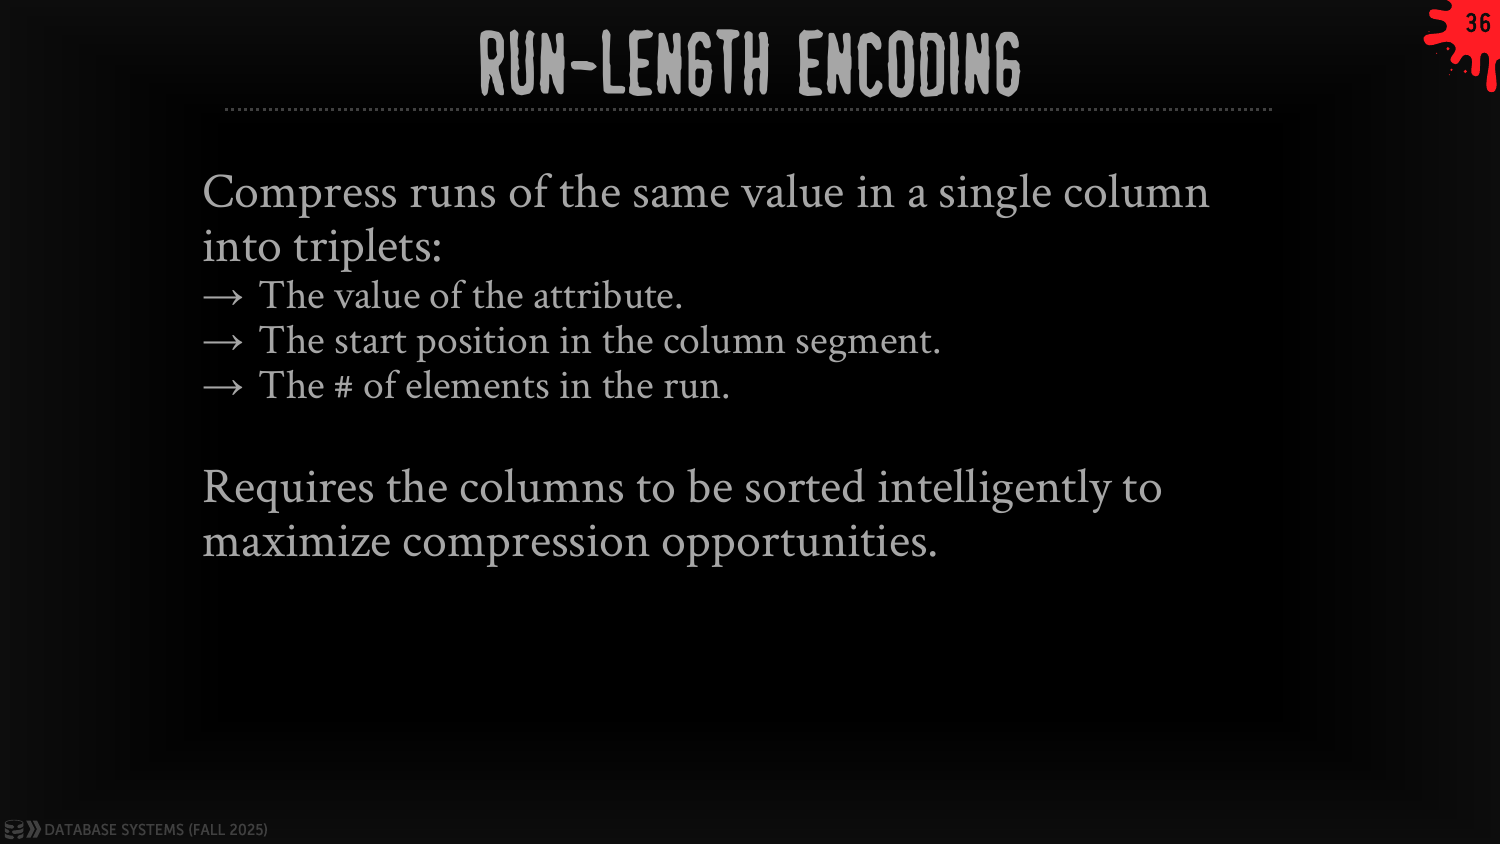 36
RUN-LENGTH ENCODING
Compress runs of the same value in a single column
into triplets:
→ The value of the attribute.
→ The start position in the column segment.
→ The # of elements in the run.
Requires the columns to be sorted intelligently to
maximize compression opportunities.
DATABASE SYSTEMS (FALL 2025)